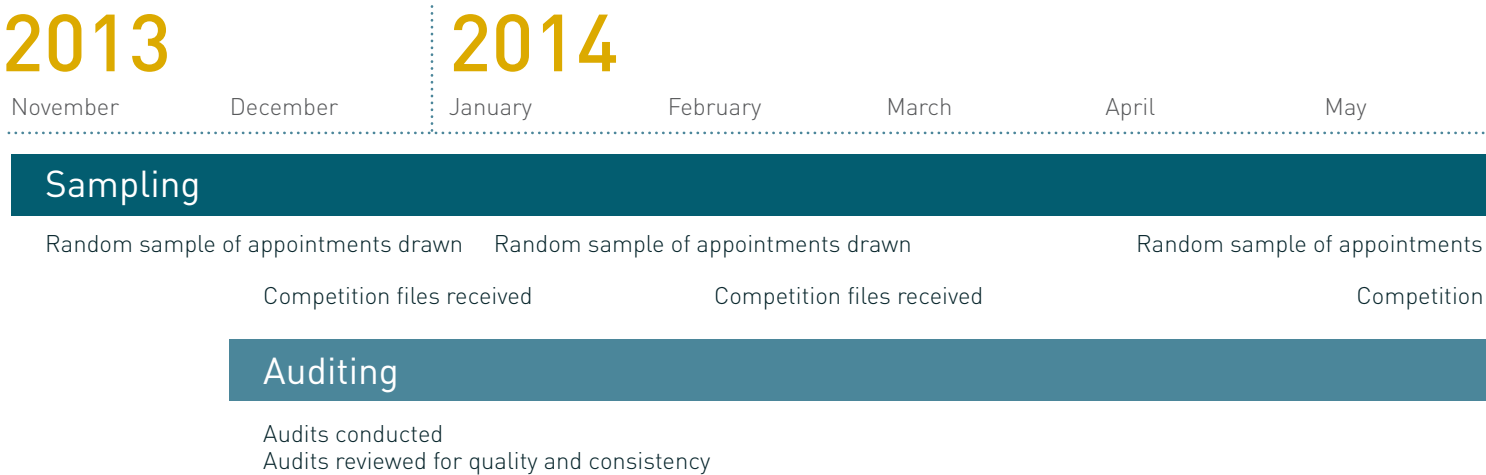 2013 2014
November December January February March April May
Sampling
Random sample of appointments drawn Random sample of appointments drawn Random sample of appointments
Competition files received Competition files received Competition
Auditing
Audits conducted
Audits reviewed for quality and consistency